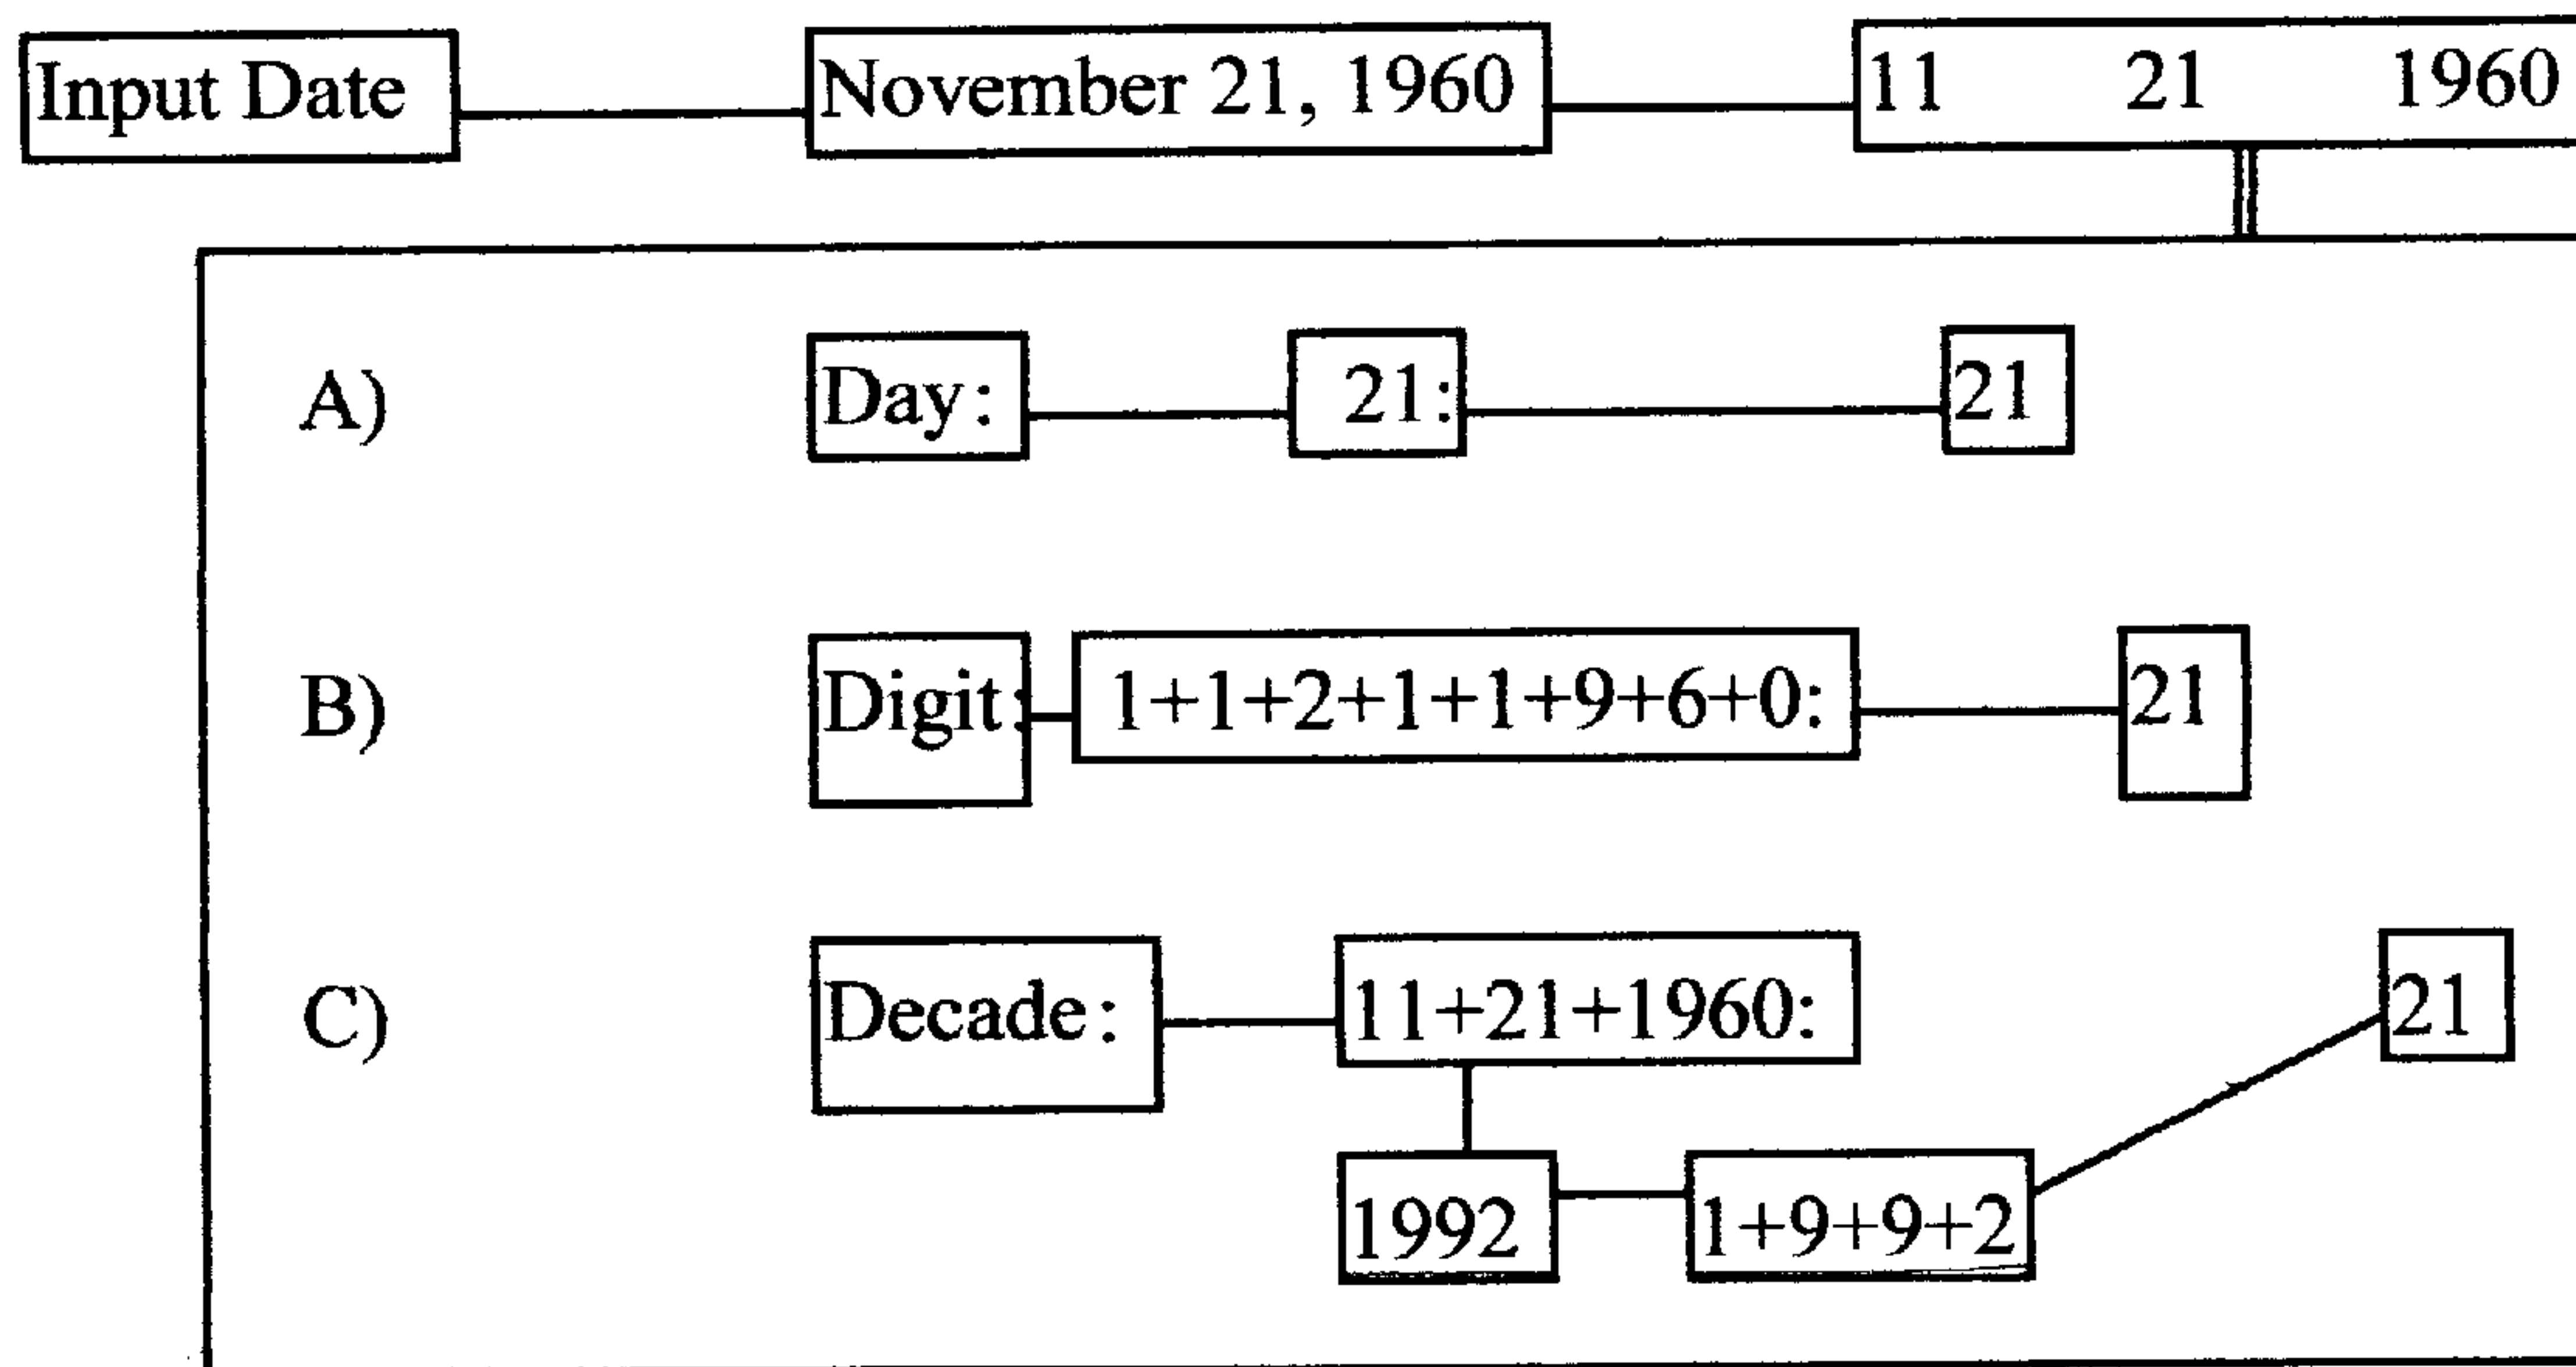 Input Date November 21, 1960 11 21 1960
A) Day: 21: 21
B) Digit: 1+1+2+1+1+9+6+0: 21
C) Decade: 11+21+1960: 21
1992 1+9+9+2